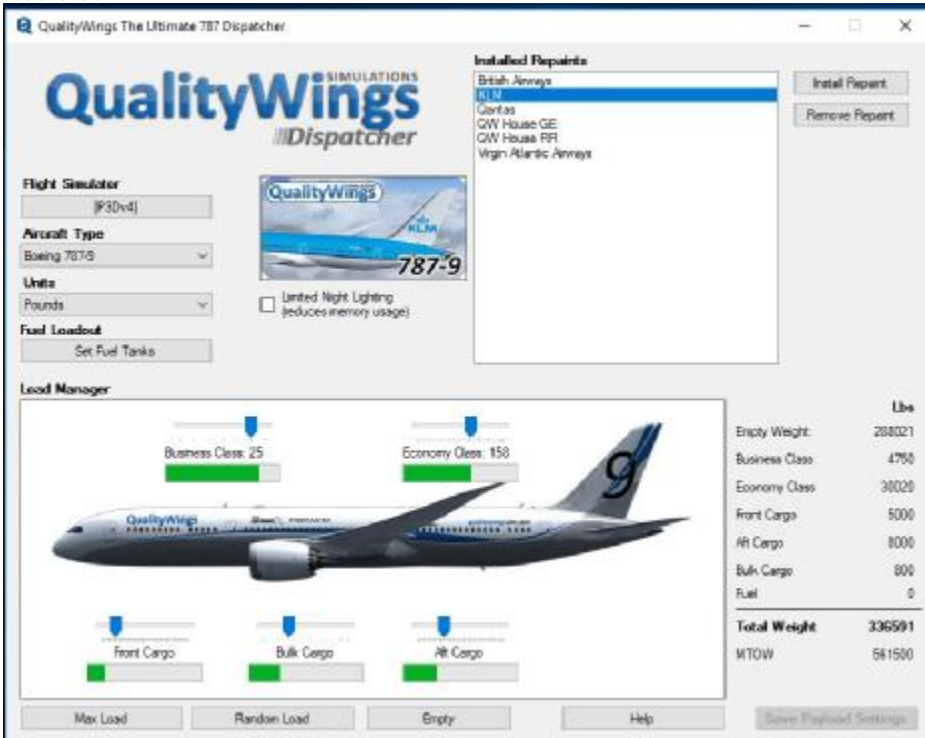 QualityWings The Ultimate 787 Dispatcher
SIMULATIONS
QualityWings
Dispatcher
Flight Simulator
[P3Dv4]
Aircraft Type
Boeing 787-9
Units
Pounds
Fuel Loadout
Set Fuel Tanks
QualityWings
KLM
787-9
Limited Night Lighting
(reduces memory usage)
Installed Repaints
British Airways
KLM
Qantas
QW House GE
QW House RR
Virgin Atlantic Airways
Install Repaint
Remove Repaint
Load Manager
Business Class: 25
Economy Class: 158
QualityWings
9
Front Cargo
Bulk Cargo
Aft Cargo
Lbs
Empty Weight: 288021
Business Class 4750
Economy Class 30020
Front Cargo 5000
Aft Cargo 8000
Bulk Cargo 800
Fuel 0
Total Weight 336591
MTOW 561500
Max Load
Random Load
Empty
Help
Save Payload Settings